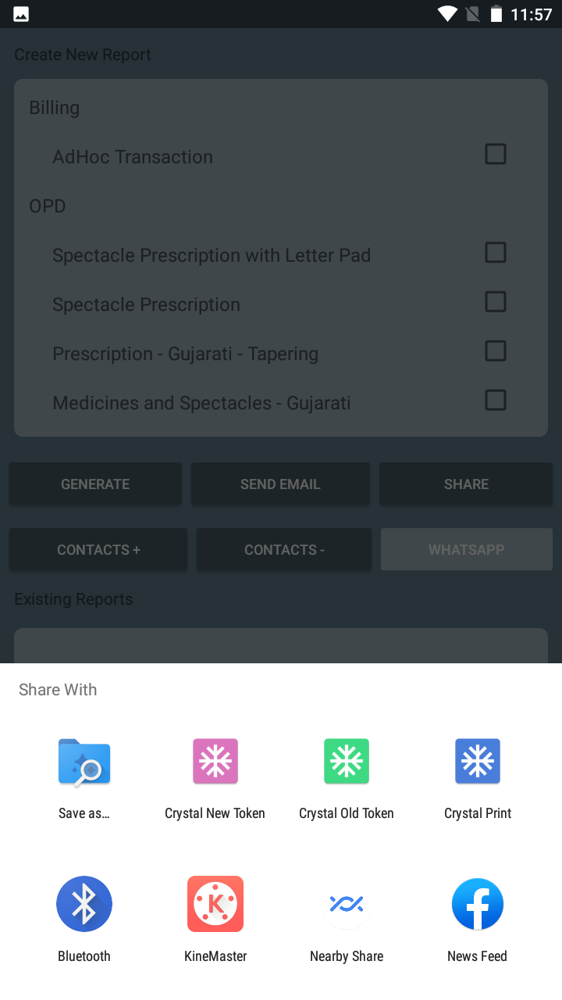 11:57
Create New Report
Billing
AdHoc Transaction
OPD
Spectacle Prescription with Letter Pad
Spectacle Prescription
Prescription - Gujarati - Tapering
Medicines and Spectacles - Gujarati
GENERATE
SEND EMAIL
SHARE
CONTACTS +
CONTACTS -
WHATSAPP
Existing Reports
Share With
Save as…
Crystal New Token
Crystal Old Token
Crystal Print
K
Bluetooth
KineMaster
Nearby Share
News Feed